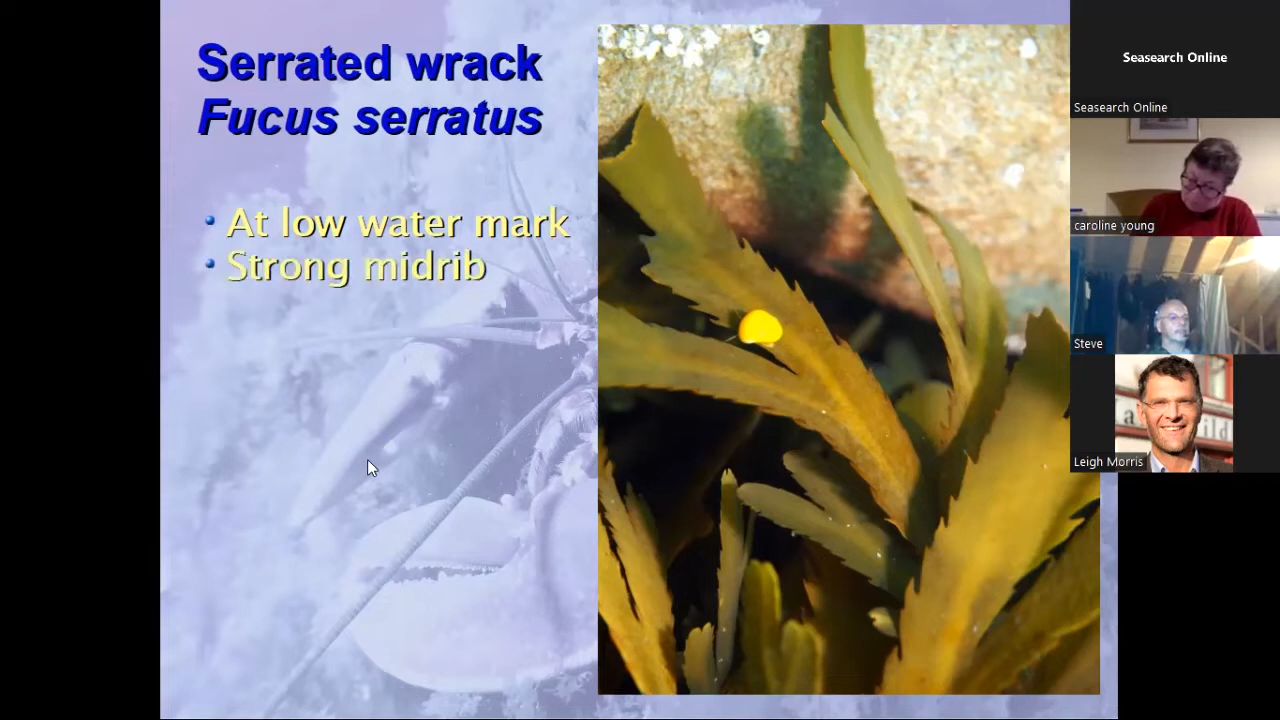 Serrated wrack
Fucus serratus
At low water mark
Strong midrib
Seasearch Online
Seasearch Online
caroline young
Steve
Leigh Morris